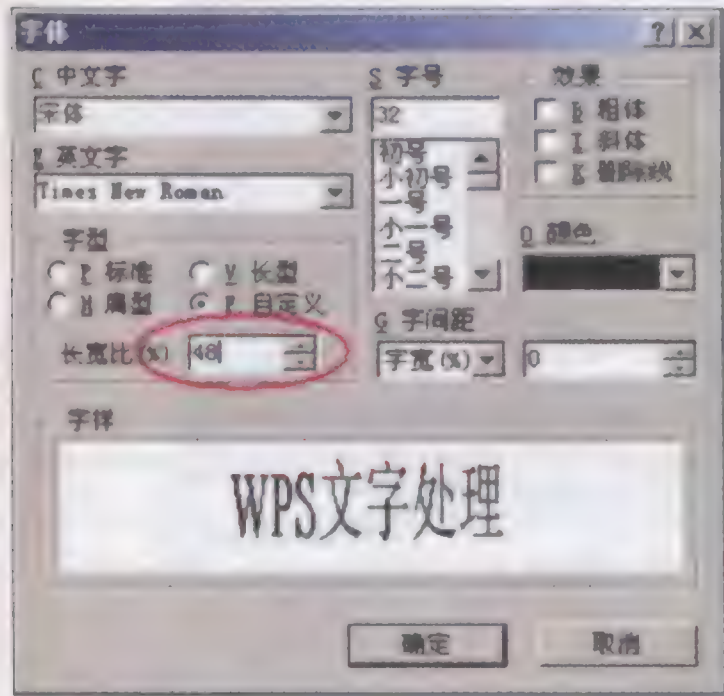 字体 ? ×
C 中文字
宋体
E 英文字
Times New Roman
字型
P 标准 V 长型
H 扁型 F 自定义
长宽比(%) 48
S 字号
32
初号
小初号
一号
小一号
二号
小二号
效果
B 粗体
I 斜体
K 删除线
O 颜色
G 字间距
字宽(%) 0
字样
WPS文字处理
确定 取消